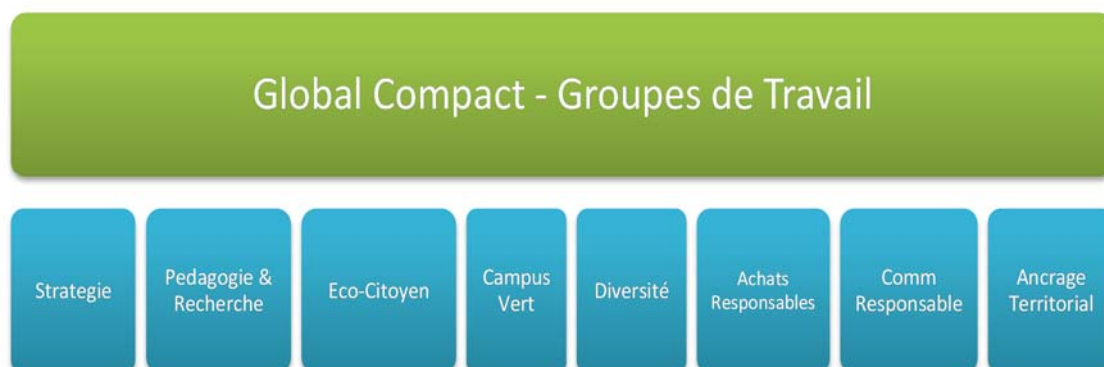 Global Compact - Groupes de Travail
Strategie
Pedagogie &
Recherche
Eco-Citoyen
Campus
Vert
Diversité
Achats
Responsables
Comm
Responsable
Ancrage
Territorial